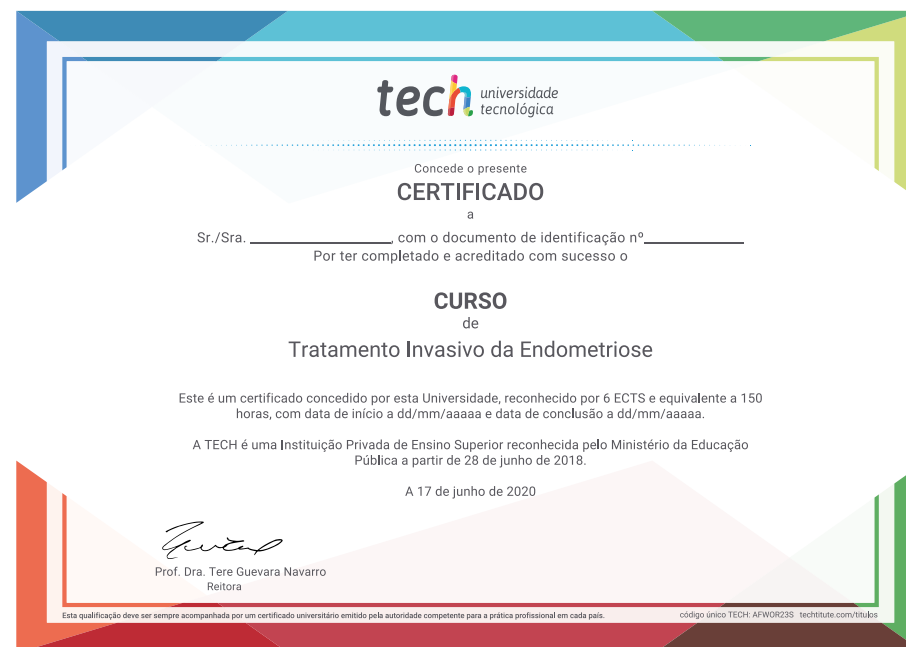 tech universidade
tecnológica
Concede o presente
CERTIFICADO
a
Sr./Sra. ____________________, com o documento de identificação nº______________
Por ter completado e acreditado com sucesso o
CURSO
de
Tratamento Invasivo da Endometriose
Este é um certificado concedido por esta Universidade, reconhecido por 6 ECTS e equivalente a 150
horas, com data de início a dd/mm/aaaaa e data de conclusão a dd/mm/aaaaa.
A TECH é uma Instituição Privada de Ensino Superior reconhecida pelo Ministério da Educação
Pública a partir de 28 de junho de 2018.
A 17 de junho de 2020
Prof. Dra. Tere Guevara Navarro
Reitora
Esta qualificação deve ser sempre acompanhada por um certificado universitário emitido pela autoridade competente para a prática profissional em cada país.
código único TECH: AFWOR23S techtitute.com/titulos